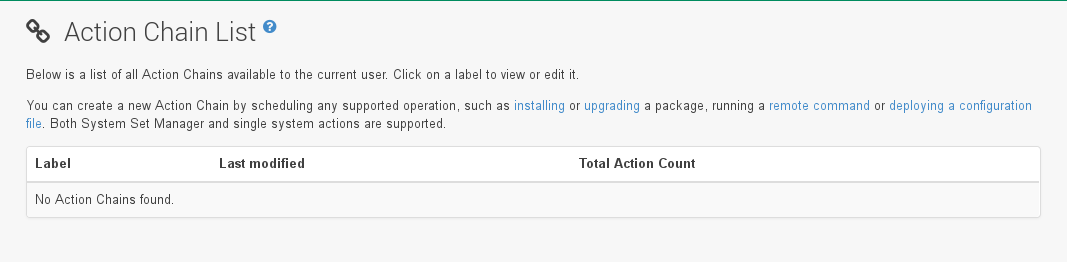 Action Chain List ?
Below is a list of all Action Chains available to the current user. Click on a label to view or edit it.
You can create a new Action Chain by scheduling any supported operation, such as installing or upgrading a package, running a remote command or deploying a configuration
file. Both System Set Manager and single system actions are supported.
Label Last modified Total Action Count
No Action Chains found.